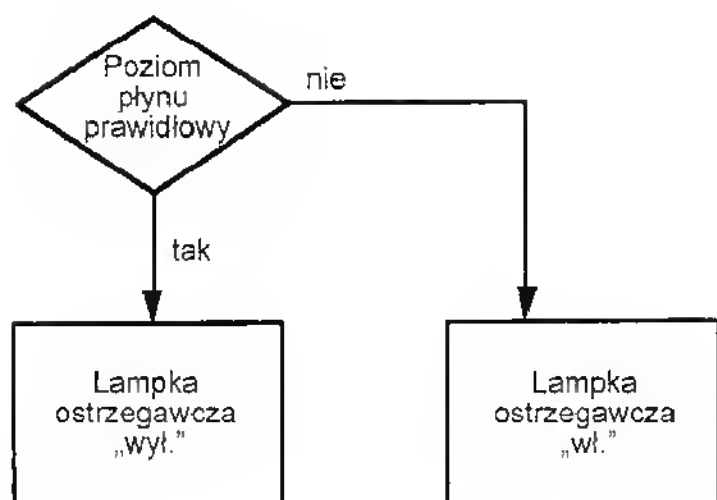 Poziom
płynu
prawidłowy
nie
tak
Lampka
ostrzegawcza
„wył.”
Lampka
ostrzegawcza
„wł.”